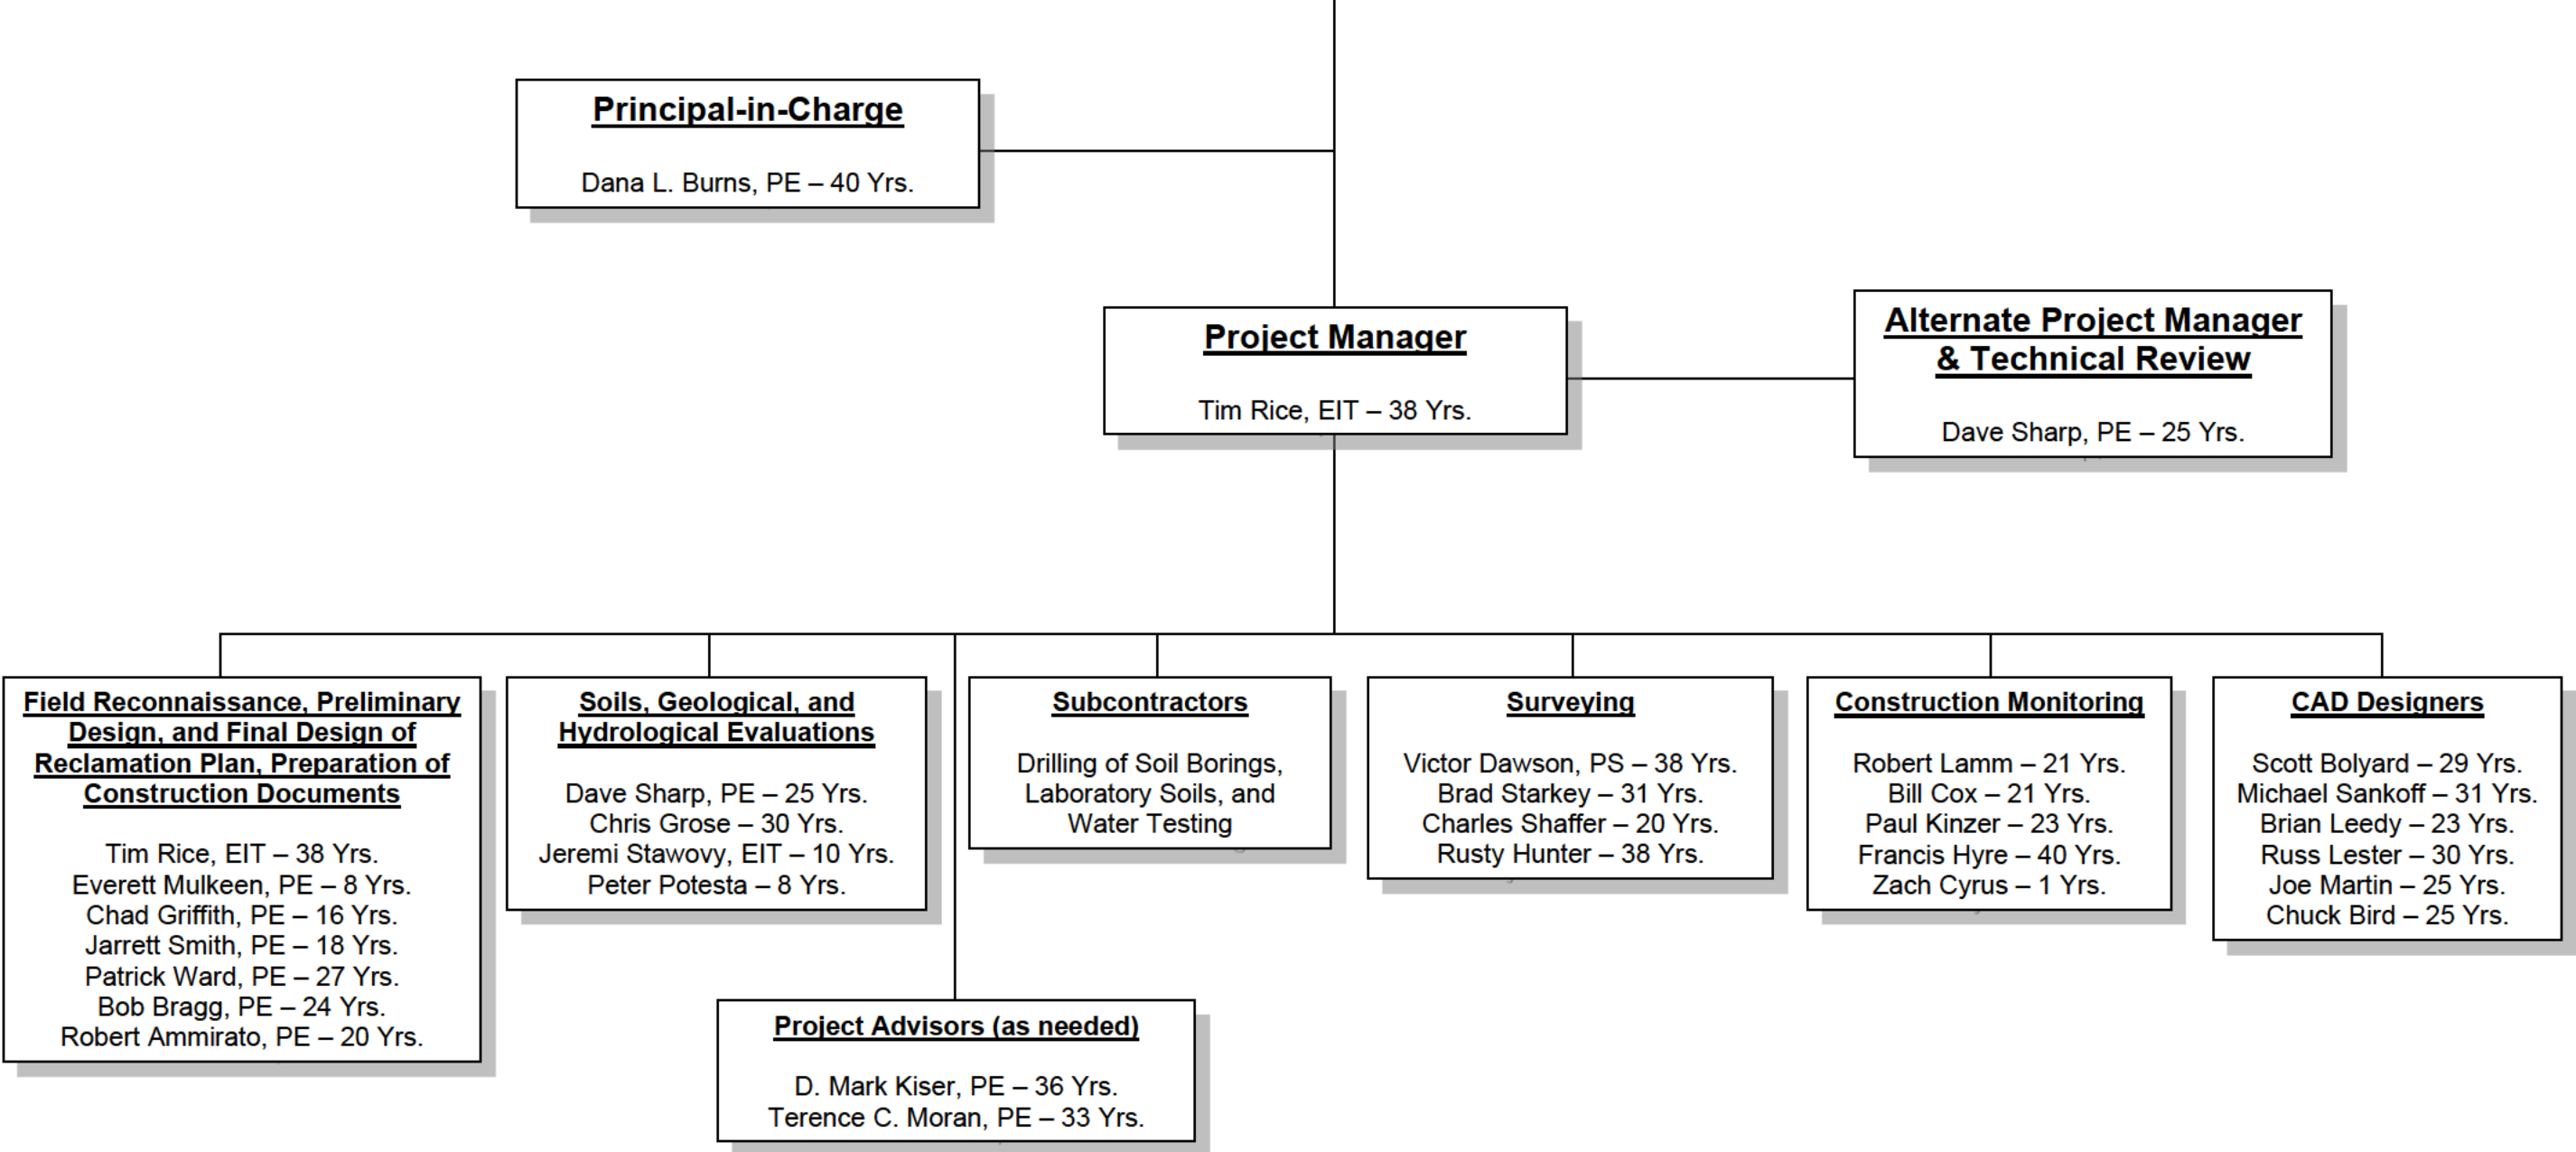 Principal-in-Charge
Dana L. Burns, PE – 40 Yrs.
Project Manager
Tim Rice, EIT – 38 Yrs.
Alternate Project Manager
& Technical Review
Dave Sharp, PE – 25 Yrs.
Field Reconnaissance, Preliminary
Design, and Final Design of
Reclamation Plan, Preparation of
Construction Documents
Tim Rice, EIT – 38 Yrs.
Everett Mulkeen, PE – 8 Yrs.
Chad Griffith, PE – 16 Yrs.
Jarrett Smith, PE – 18 Yrs.
Patrick Ward, PE – 27 Yrs.
Bob Bragg, PE – 24 Yrs.
Robert Ammirato, PE – 20 Yrs.
Soils, Geological, and
Hydrological Evaluations
Dave Sharp, PE – 25 Yrs.
Chris Grose – 30 Yrs.
Jeremi Stawovy, EIT – 10 Yrs.
Peter Potesta – 8 Yrs.
Subcontractors
Drilling of Soil Borings,
Laboratory Soils, and
Water Testing
Surveying
Victor Dawson, PS – 38 Yrs.
Brad Starkey – 31 Yrs.
Charles Shaffer – 20 Yrs.
Rusty Hunter – 38 Yrs.
Construction Monitoring
Robert Lamm – 21 Yrs.
Bill Cox – 21 Yrs.
Paul Kinzer – 23 Yrs.
Francis Hyre – 40 Yrs.
Zach Cyrus – 1 Yrs.
CAD Designers
Scott Bolyard – 29 Yrs.
Michael Sankoff – 31 Yrs.
Brian Leedy – 23 Yrs.
Russ Lester – 30 Yrs.
Joe Martin – 25 Yrs.
Chuck Bird – 25 Yrs.
Project Advisors (as needed)
D. Mark Kiser, PE – 36 Yrs.
Terence C. Moran, PE – 33 Yrs.